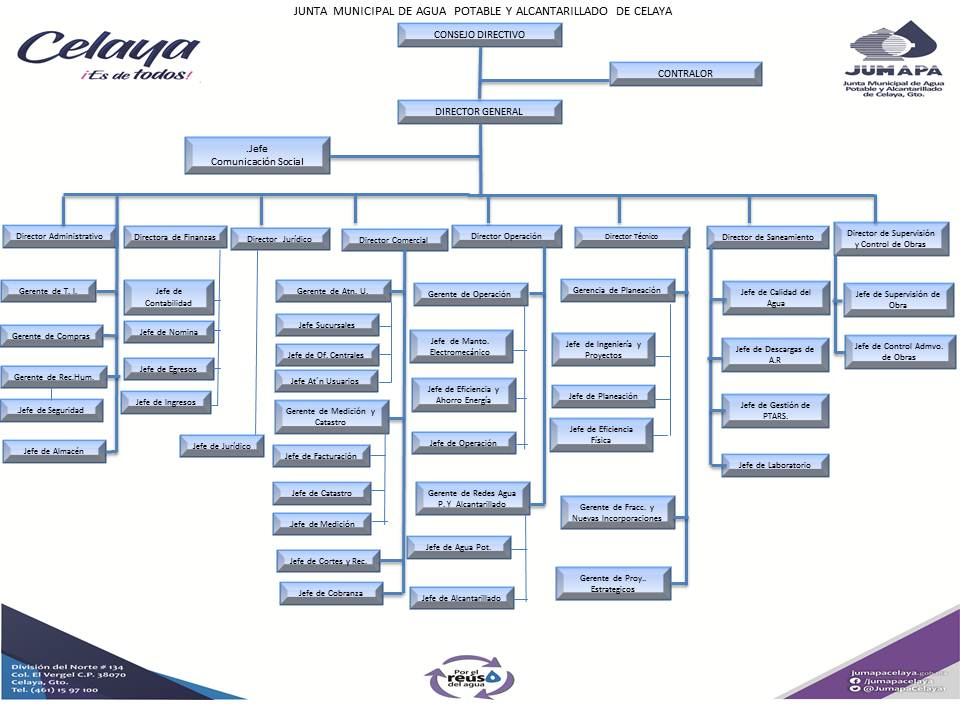 JUNTA MUNICIPAL DE AGUA POTABLE Y ALCANTARILLADO DE CELAYA
Celaya
¡Es de todos!
JUMAPA
Junta Municipal de Agua
Potable y Alcantarillado
de Celaya, Gto.
CONSEJO DIRECTIVO
CONTRALOR
DIRECTOR GENERAL
.Jefe
Comunicación Social
Director Administrativo
Directora de Finanzas
Director Jurídico
Director Comercial
Director Operación
Director Técnico
Director de Saneamiento
Director de Supervisión
y Control de Obras
Gerente de T. I.
Gerente de Compras
Gerente de Rec.Hum.
.Jefe de Seguridad
Jefe de Almacén
Jefe de
Contabilidad
Jefe de Nomina
Jefe de Egresos
Jefe de Ingresos
Jefe de Jurídico
Gerente de Atn. U.
Jefe Sucursales
Jefe de Of. Centrales
Jefe At´n Usuarios
Gerente de Medición y
Catastro
Jefe de Facturación
Jefe de Catastro
.Jefe de Medición
Jefe de Cortes y Rec.
Jefe de Cobranza
Gerente de Operación
Jefe de Manto.
Electromecánico
Jefe de Eficiencia y
Ahorro Energía
Jefe de Operación
Gerente de Redes Agua
P. Y Alcantarillado
Jefe de Agua Pot.
Jefe de Alcantarillado
Gerencia de Planeación
Jefe de Ingeniería y
Proyectos
Jefe de Planeación
Jefe de Eficiencia
Física
Gerente de Fracc. y
Nuevas Incorporaciones
Gerente de Proy..
Estrategicos
Jefe de Calidad del
Agua
Jefe de Descargas de
A.R
Jefe de Gestión de
PTARS.
Jefe de Laboratorio
Jefe de Supervisión de
Obra
Jefe de Control Admvo.
de Obras
División del Norte # 134
Col. El Vergel C.P. 38070
Celaya, Gto.
Tel. (461) 15 97 100
Por el
reúso
del agua
jumapacelaya.gob.mx
/jumapacelaya
@JumapaCelaya1